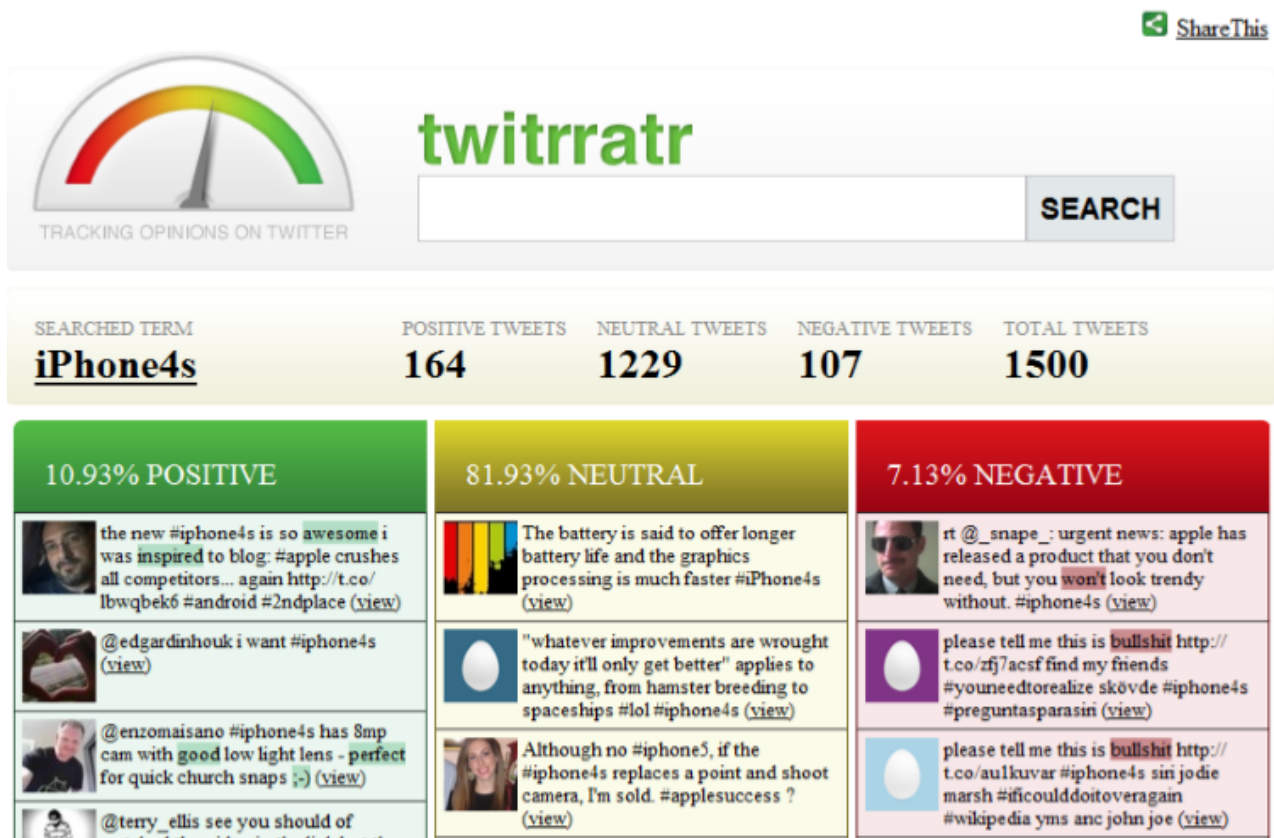 ShareThis
twitrratr
TRACKING OPINIONS ON TWITTER
SEARCH
SEARCHED TERM
iPhone4s
POSITIVE TWEETS
164
NEUTRAL TWEETS
1229
NEGATIVE TWEETS
107
TOTAL TWEETS
1500
10.93% POSITIVE
the new #iphone4s is so awesome i
was inspired to blog: #apple crushes
all competitors... again http://t.co/
lbwqbek6 #android #2ndplace (view)
@edgardinhouk i want #iphone4s
(view)
@enzomaisano #iphone4s has 8mp
cam with good low light lens - perfect
for quick church snaps ;-) (view)
@terry_ellis see you should of
81.93% NEUTRAL
The battery is said to offer longer
battery life and the graphics
processing is much faster #iPhone4s
(view)
"whatever improvements are wrought
today it'll only get better" applies to
anything, from hamster breeding to
spaceships #lol #iphone4s (view)
Although no #iphone5, if the
#iphone4s replaces a point and shoot
camera, I'm sold. #applesuccess ?
(view)
7.13% NEGATIVE
rt @_snape_: urgent news: apple has
released a product that you don't
need, but you won't look trendy
without. #iphone4s (view)
please tell me this is bullshit http://
t.co/zfj7acsf find my friends
#youneedtorealize skövde #iphone4s
#preguntasparasiri (view)
please tell me this is bullshit http://
t.co/au1kuvar #iphone4s siri jodie
marsh #ificoulddoitoveragain
#wikipedia yms anc john joe (view)